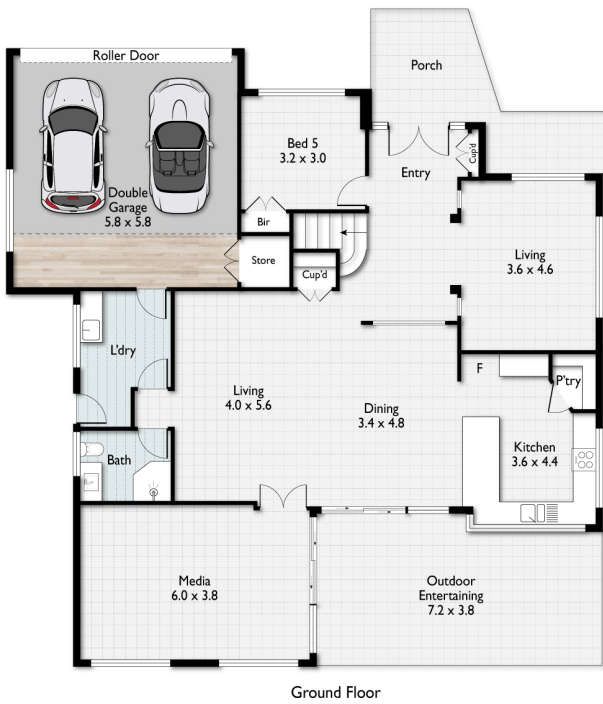 Roller Door
Porch
Bed 5
3.2 x 3.0
Cup'd
Entry
Double
Garage
5.8 x 5.8
Bir
Store
Cup'd
Living
3.6 x 4.6
L'dry
F
P'try
Living
4.0 x 5.6
Dining
3.4 x 4.8
Kitchen
3.6 x 4.4
Bath
Media
6.0 x 3.8
Outdoor
Entertaining
7.2 x 3.8
Ground Floor